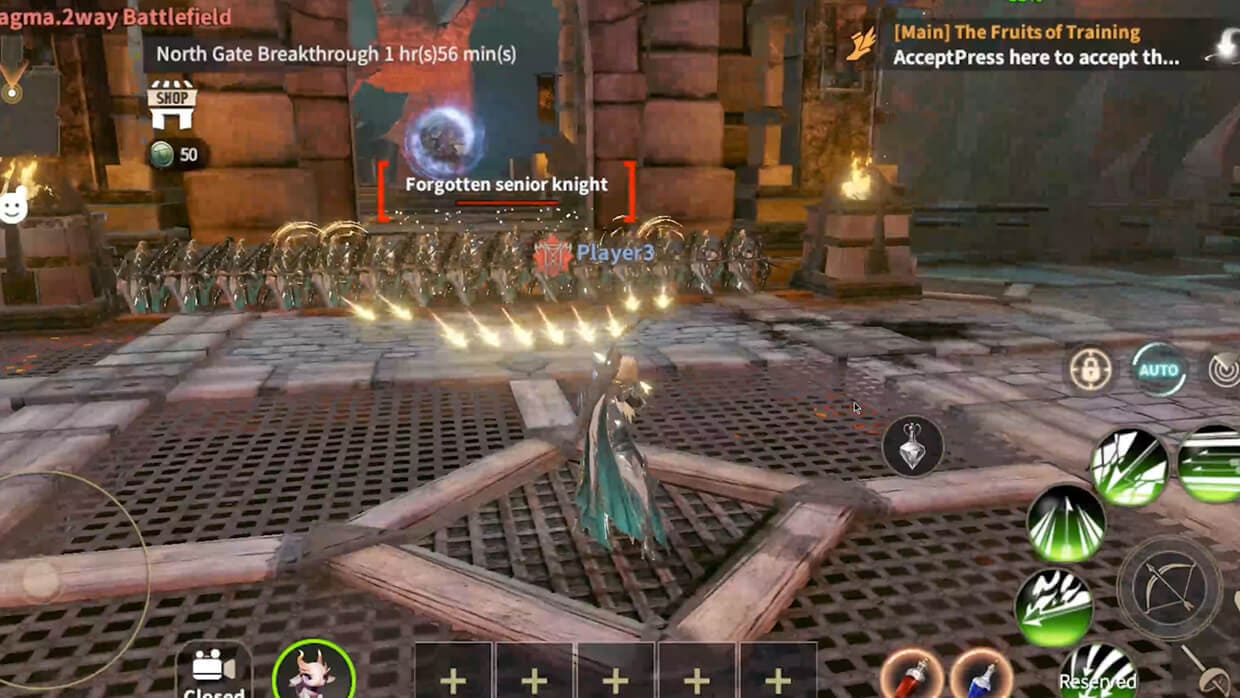 agma.2way Battlefield
North Gate Breakthrough 1 hr(s)56 min(s)
[Main] The Fruits of Training
AcceptPress here to accept th...
SHOP
50
Forgotten senior knight
Player3
AUTO
Closed
Reserved